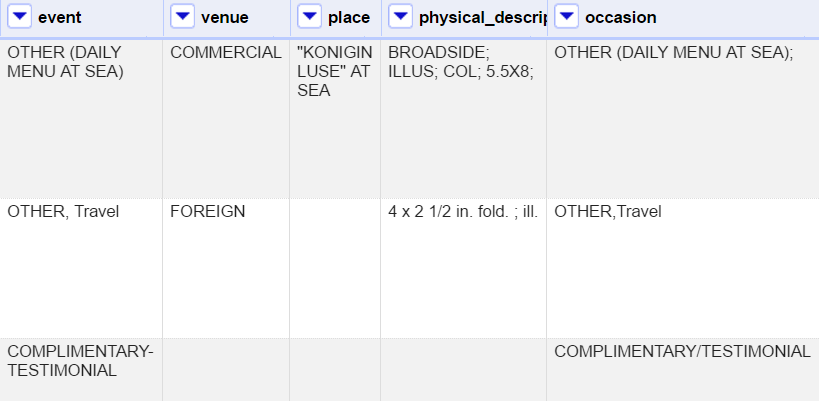 event venue place physical_descrip occasion
OTHER (DAILY MENU AT SEA) COMMERCIAL "KONIGIN LUSE" AT SEA BROADSIDE; ILLUS; COL; 5.5X8; OTHER (DAILY MENU AT SEA);
OTHER, Travel FOREIGN 4 x 2 1/2 in. fold. ; ill. OTHER,Travel
COMPLIMENTARY-TESTIMONIAL COMPLIMENTARY/TESTIMONIAL